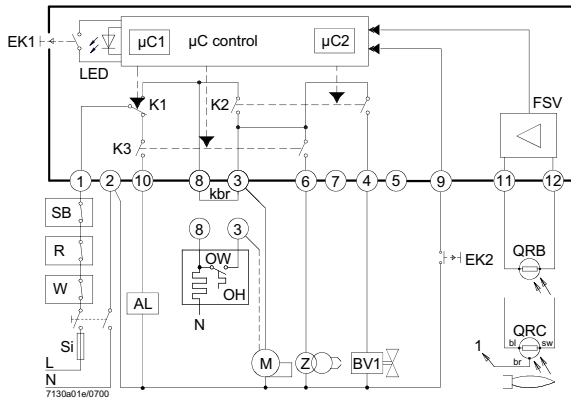 EK1
LED
µC1
µC control
µC2
K1
K2
FSV
K3
1
2
10
8
3
6
7
4
5
9
11
12
kbr
SB
R
W
Si
L
N
7130a01e/0700
AL
8
3
OW
OH
N
M
Z
BV1
EK2
QRB
QRC
1
bl
sw
br